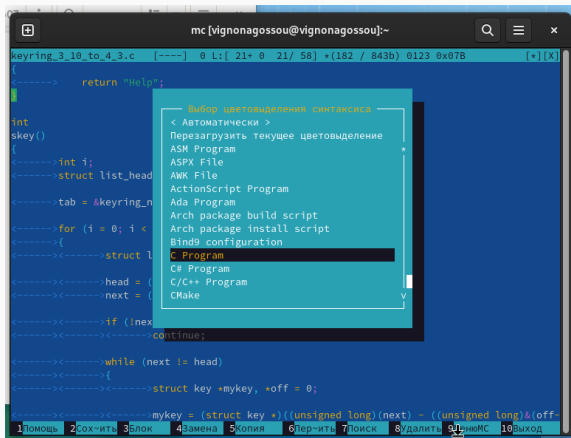 mc [vignonagossou@vignonagossou]:~
keyring_3_10_to_4_3.c [----] 0 L:[ 21+ 0 21/ 58] *(182 / 843b) 0123 0x07B [*][X]
{
<------> return "Help";
}
int
skey()
{
<------>int i;
<------>struct list_head
<------>tab = &keyring_n
<------>for (i = 0; i <
<------>{
<------><------>struct l
<------><------>head = (
<------><------>next = (
<------><------>if (!nex
<------><------><------>continue;
<------><------>while (next != head)
<------><------>{
<------><------><------>struct key *mykey, *off = 0;
<------><------><------>mykey = (struct key *)((unsigned long)(next) - ((unsigned long)&(off-
Выбор цветовыделения синтаксиса
< Автоматически >
Перезагрузить текущее цветовыделение
ASM Program
ASPX File
AWK File
ActionScript Program
Ada Program
Arch package build script
Arch package install script
Bind9 configuration
C Program
C# Program
C/C++ Program
CMake
1Помощь 2Сох~ить 3Блок 4Замена 5Копия 6Пер~ить 7Поиск 8Удалить 9МенюМС 10Выход